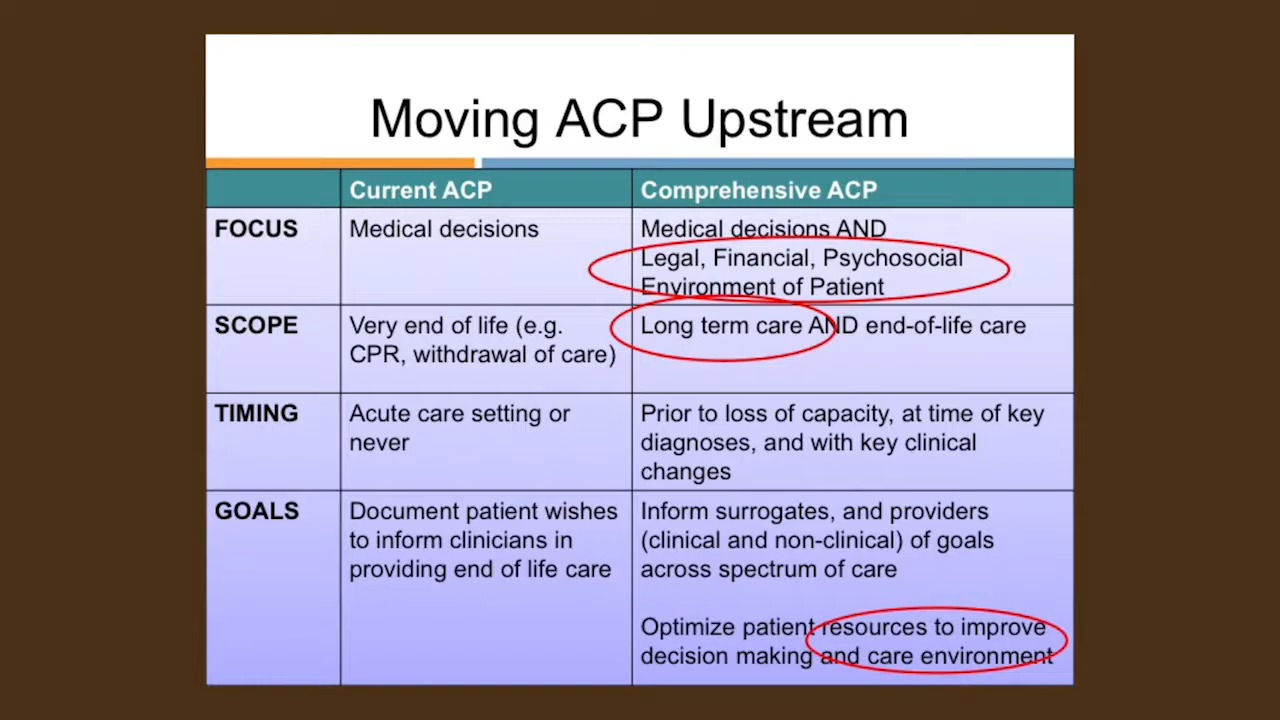 Moving ACP Upstream
Current ACP
Comprehensive ACP
FOCUS
Medical decisions
Medical decisions AND
Legal, Financial, Psychosocial
Environment of Patient
SCOPE
Very end of life (e.g.
CPR, withdrawal of care)
Long term care AND end-of-life care
TIMING
Acute care setting or
never
Prior to loss of capacity, at time of key
diagnoses, and with key clinical
changes
GOALS
Document patient wishes
to inform clinicians in
providing end of life care
Inform surrogates, and providers
(clinical and non-clinical) of goals
across spectrum of care
Optimize patient resources to improve
decision making and care environment